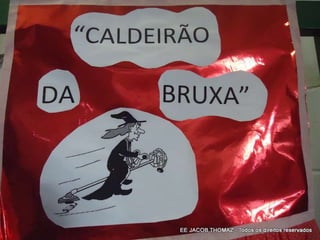 “CALDEIRÃO
DA BRUXA”
EE JACOB THOMAZ - Todos os direitos reservados